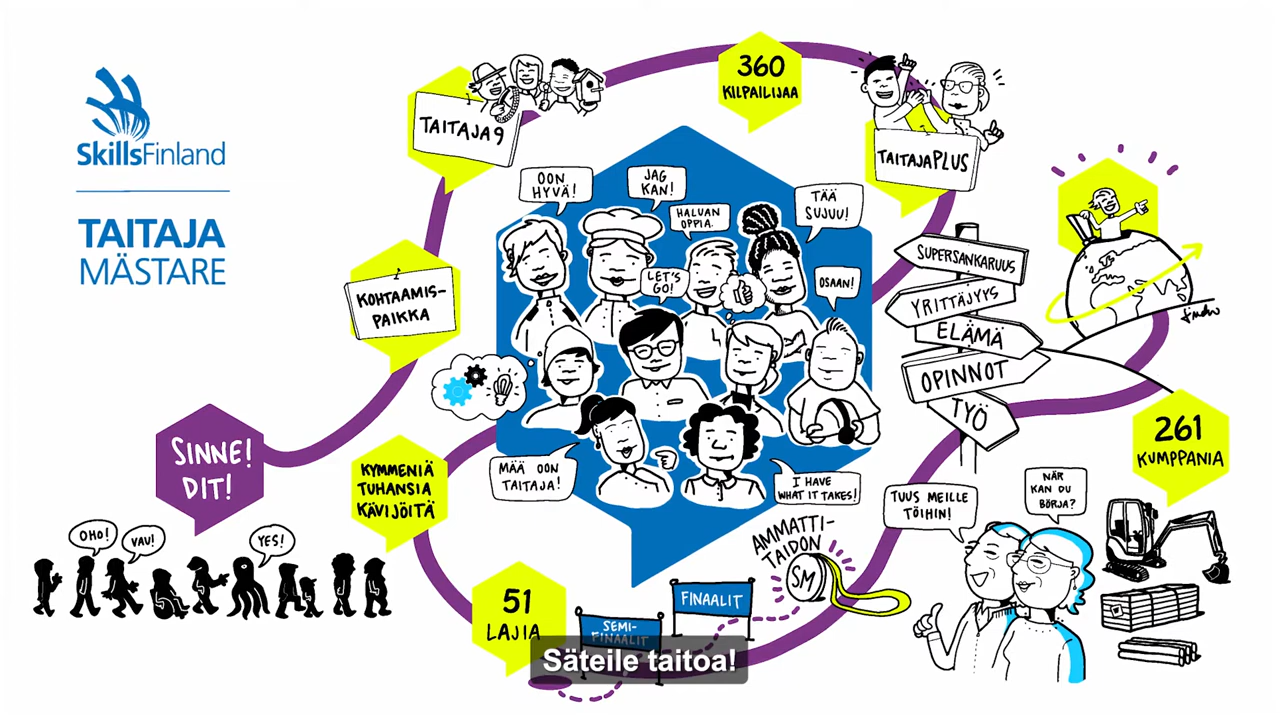 SkillsFinland
TAITAJA
MÄSTARE
TAITAJA9
360
KILPAILIJAA
TAITAJAPLUS
OON
HYVÄ!
JAG
KAN!
HALUAN
OPPIA.
TÄÄ
SUJUU!
LET'S
GO!
OSAAN!
KOHTAAMIS-
PAIKKA
SUPERSANKARUUS
YRITTÄJYYS
ELÄMÄ
OPINNOT
TYÖ
SINNE!
DIT!
KYMMENIÄ
TUHANSIA
KÄVIJÖITÄ
MÄÄ OON
TAITAJA!
I HAVE
WHAT IT TAKES!
261
KUMPPANIA
TUUS MEILLE
TÖIHIN!
NÄR
KAN DU
BÖRJA?
OHO!
VAU!
YES!
AMMATTI-
TAIDON
SM
51
LAJIA
SEMI-
FINAALIT
FINAALIT
Säteile taitoa!